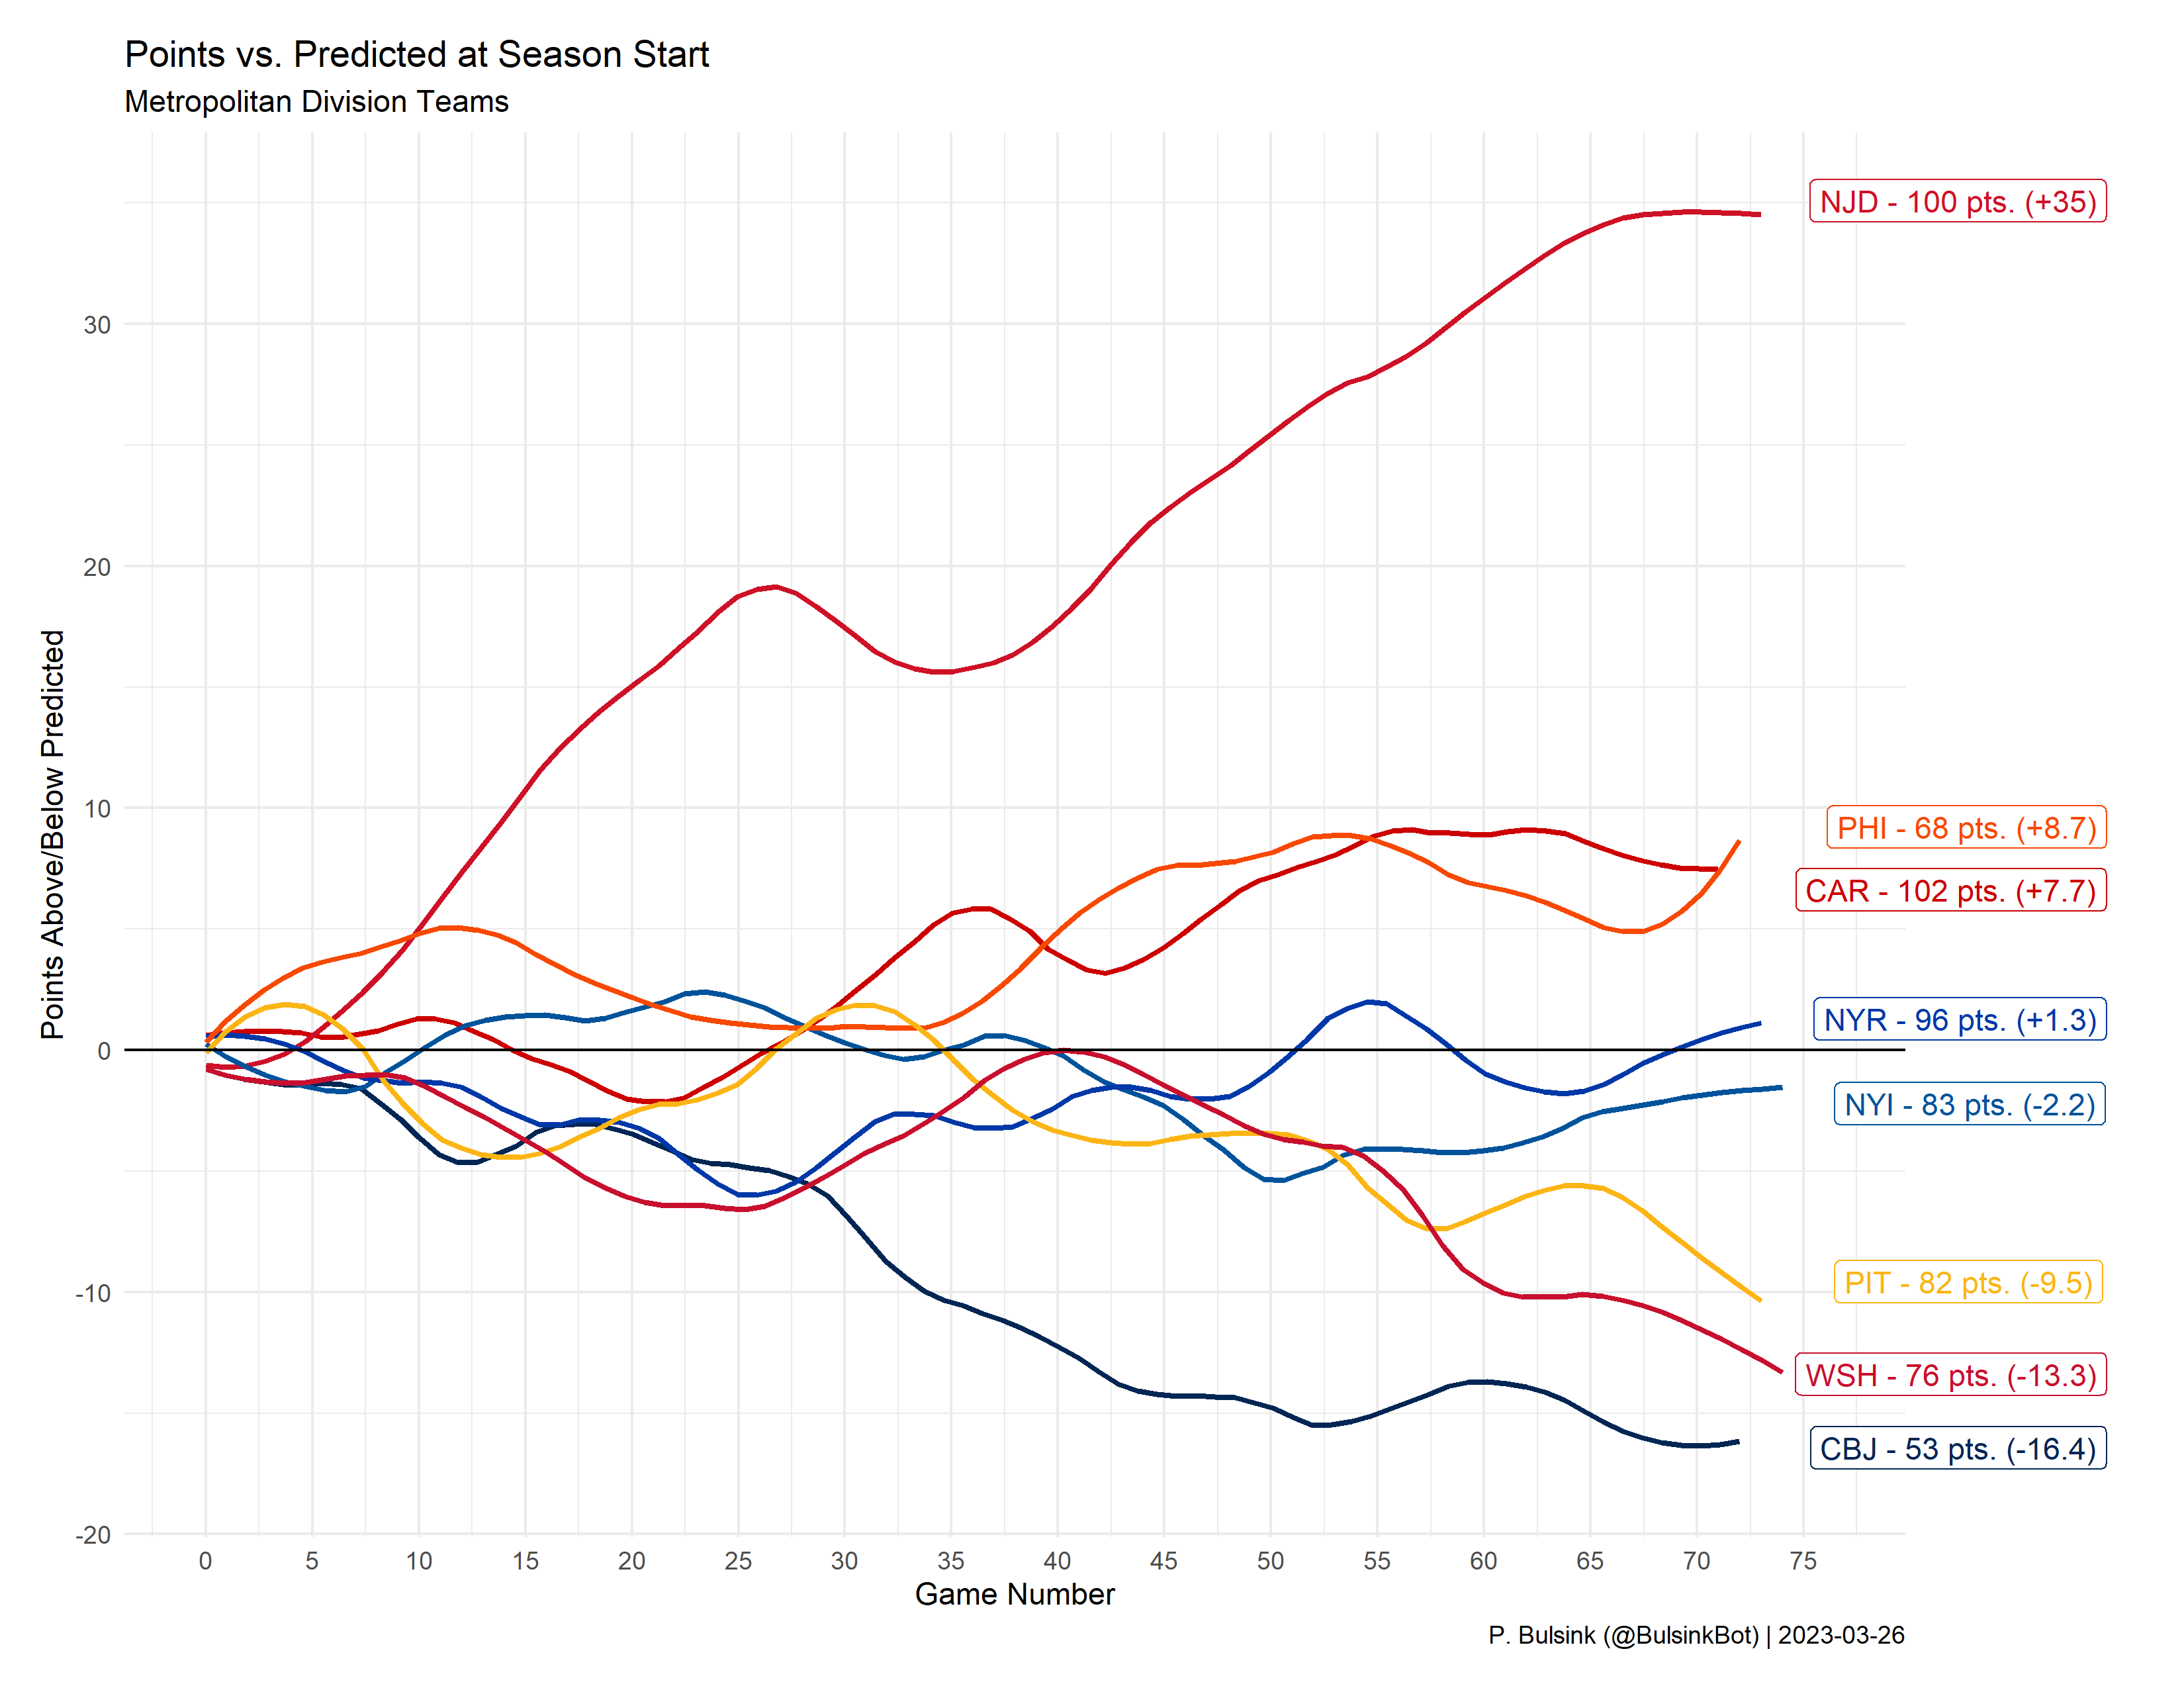 Points vs. Predicted at Season Start
Metropolitan Division Teams
Points Above/Below Predicted
30
20
10
0
-10
-20
NJD - 100 pts. (+35)
PHI - 68 pts. (+8.7)
CAR - 102 pts. (+7.7)
NYR - 96 pts. (+1.3)
NYI - 83 pts. (-2.2)
PIT - 82 pts. (-9.5)
WSH - 76 pts. (-13.3)
CBJ - 53 pts. (-16.4)
0 5 10 15 20 25 30 35 40 45 50 55 60 65 70 75
Game Number
P. Bulsink (@BulsinkBot) | 2023-03-26